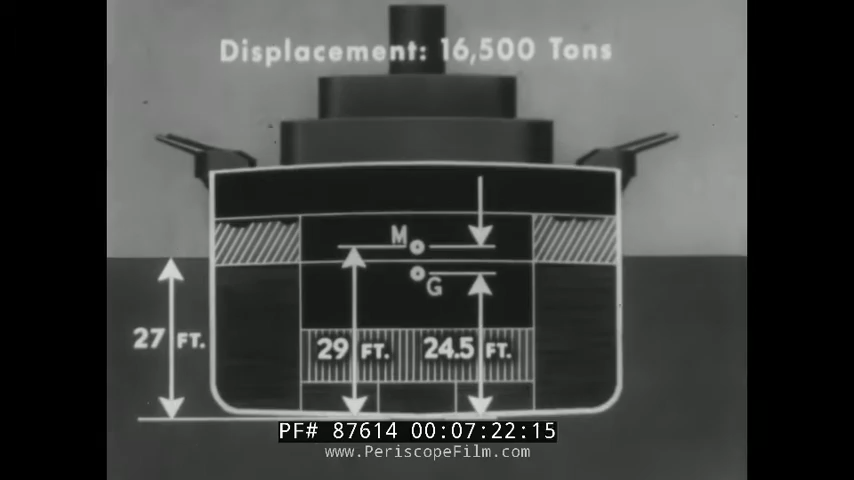 Displacement: 16,500 Tons
M
G
27 FT.
29 FT.
24.5 FT.
PF# 87614 00:07:22:15
www.PeriscopeFilm.com